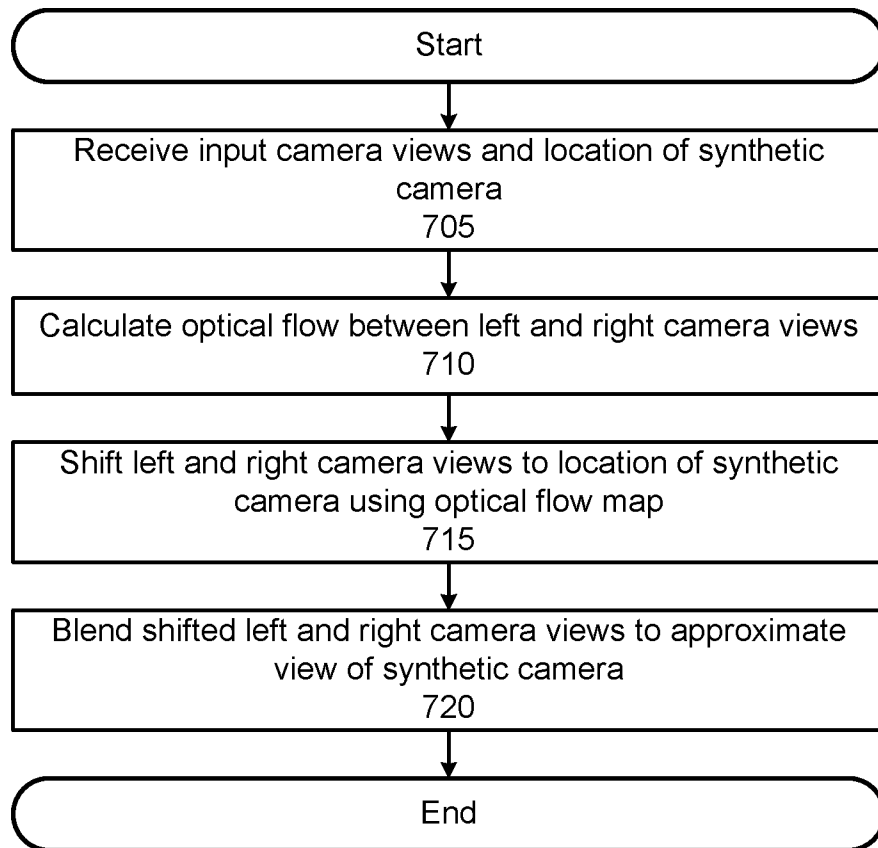 Start
Receive input camera views and location of synthetic
camera
705
Calculate optical flow between left and right camera views
710
Shift left and right camera views to location of synthetic
camera using optical flow map
715
Blend shifted left and right camera views to approximate
view of synthetic camera
720
End